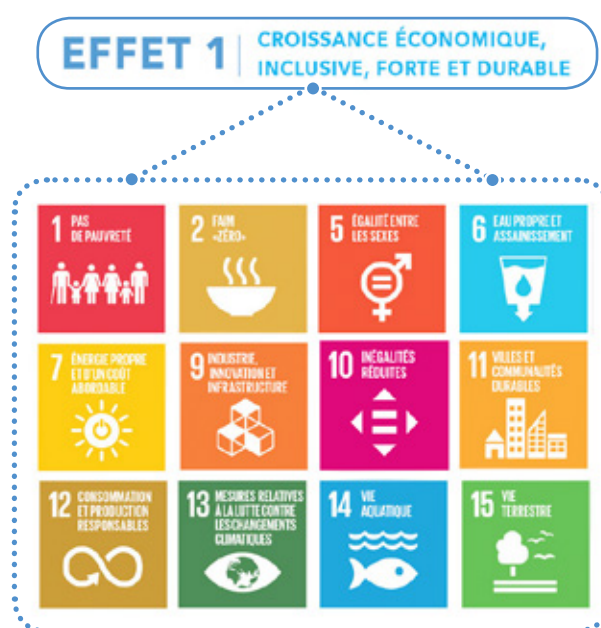 EFFET 1
CROISSANCE ÉCONOMIQUE,
INCLUSIVE, FORTE ET DURABLE
1 PAS
DE PAUVRETÉ
2 FAIM
«ZÉRO»
5 ÉGALITÉ ENTRE
LES SEXES
6 EAU PROPRE ET
ASSAINISSEMENT
7 ÉNERGIE PROPRE
ET D'UN COÛT
ABORDABLE
9 INDUSTRIE,
INNOVATION ET
INFRASTRUCTURE
10 INÉGALITÉS
RÉDUITES
11 VILLES ET
COMMUNAUTÉS
DURABLES
12 CONSOMMATION
ET PRODUCTION
RESPONSABLES
13 MESURES RELATIVES
À LA LUTTE CONTRE
LES CHANGEMENTS
CLIMATIQUES
14 VIE
AQUATIQUE
15 VIE
TERRESTRE